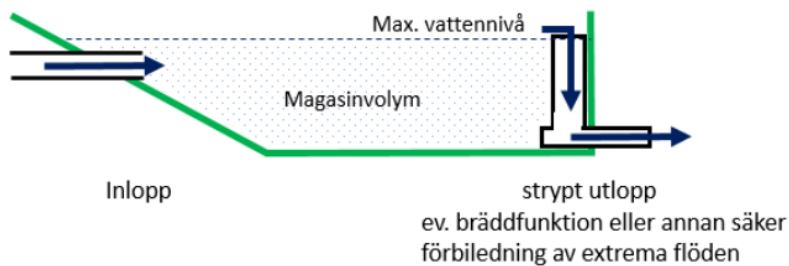 Max. vattennivå
Magasinvolym
Inlopp
strypt utlopp
ev. bräddfunktion eller annan säker
förbiledning av extrema flöden